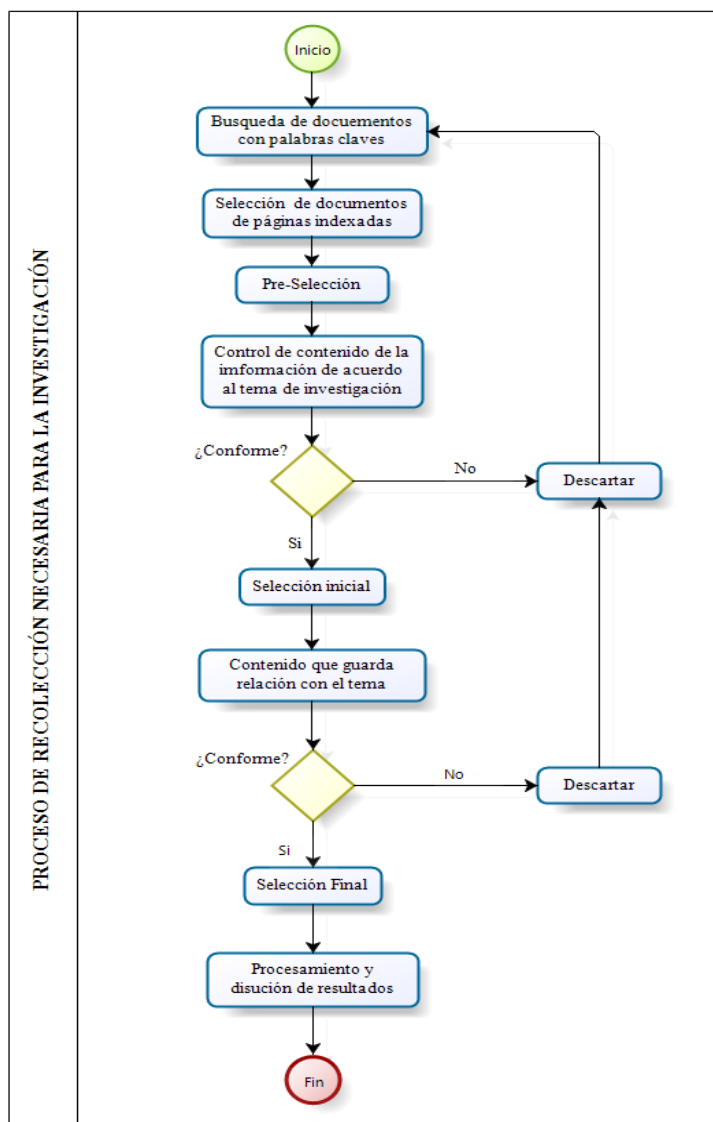 PROCESO DE RECOLECCIÓN NECESARIA PARA LA INVESTIGACIÓN
Inicio
Busqueda de docuementos
con palabras claves
Selección de documentos
de páginas indexadas
Pre-Selección
Control de contenido de la
imformación de acuerdo
al tema de investigación
¿Conforme?
No
Descartar
Si
Selección inicial
Contenido que guarda
relación con el tema
¿Conforme?
No
Descartar
Si
Selección Final
Procesamiento y
disución de resultados
Fin